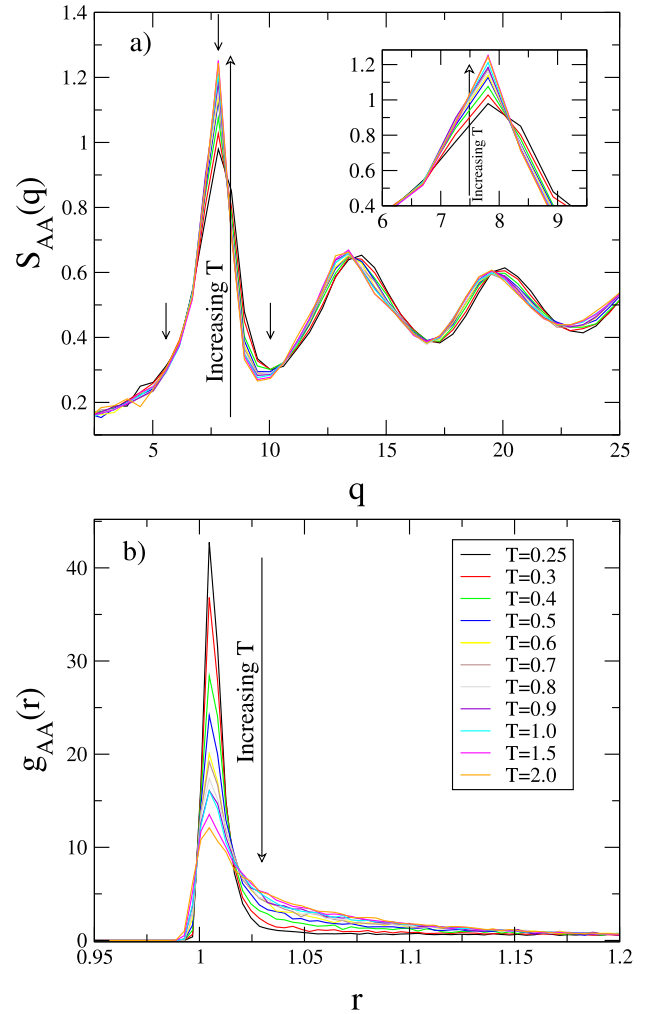 a)
1.4
1.2
1
0.8
0.6
0.4
0.2
S_AA(q)
Increasing T
5
10
15
20
25
q
1.2
1.0
0.8
0.6
0.4
Increasing T
6
7
8
9
b)
40
30
20
10
0
g_AA(r)
Increasing T
T=0.25
T=0.3
T=0.4
T=0.5
T=0.6
T=0.7
T=0.8
T=0.9
T=1.0
T=1.5
T=2.0
0.95
1
1.05
1.1
1.15
1.2
r